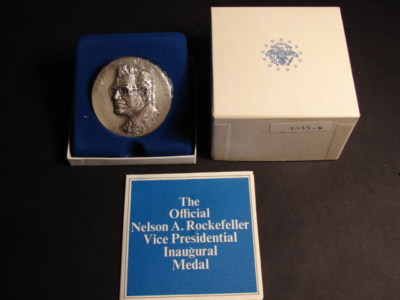 The
Official
Nelson A. Rockefeller
Vice Presidential
Inaugural
Medal